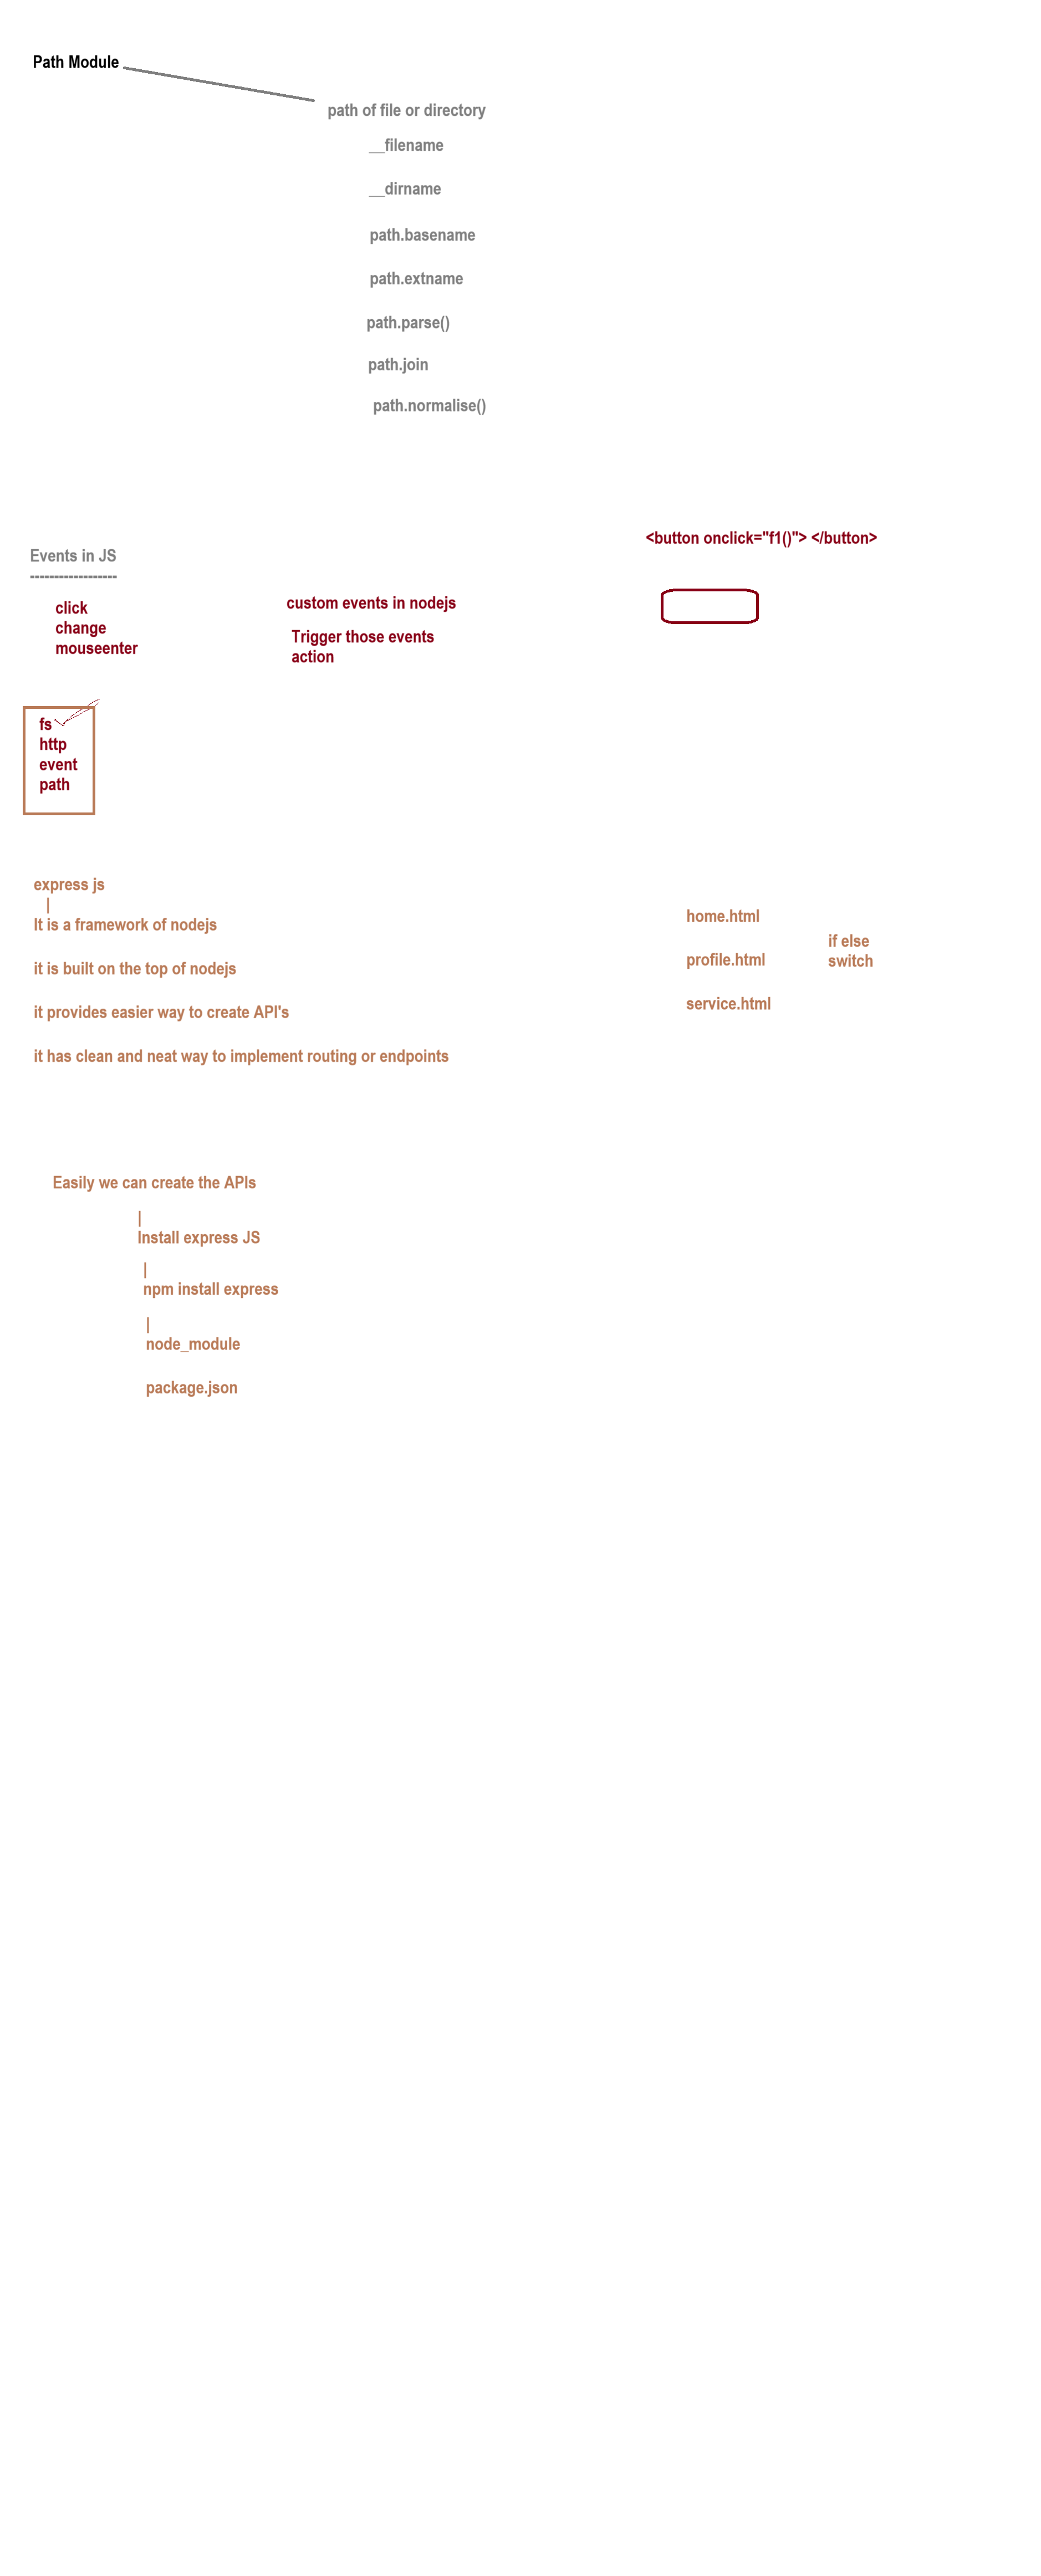 Path Module
path of file or directory
__filename
__dirname
path.basename
path.extname
path.parse()
path.join
path.normalise()
<button onclick="f1()"> </button>
Events in JS
------------------
click
change
mouseenter
custom events in nodejs
Trigger those events
action
fs
http
event
path
express js
|
It is a framework of nodejs
it is built on the top of nodejs
it provides easier way to create API's
it has clean and neat way to implement routing or endpoints
home.html
profile.html
service.html
if else
switch
Easily we can create the APIs
|
Install express JS
|
npm install express
|
node_module
package.json